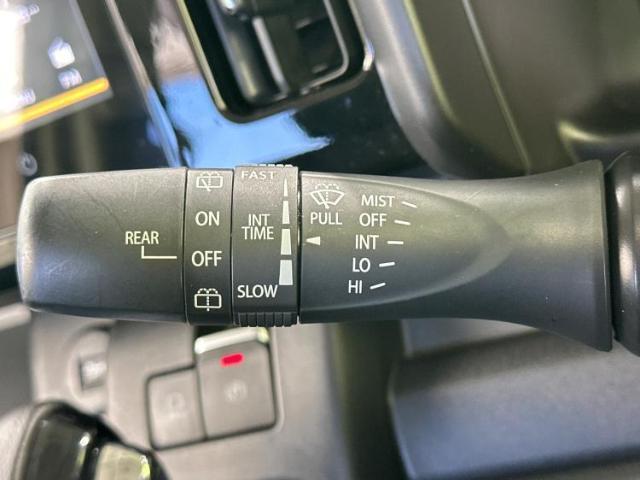 REAR
ON
OFF
FAST
INT
TIME
SLOW
PULL
MIST
OFF
INT
LO
HI